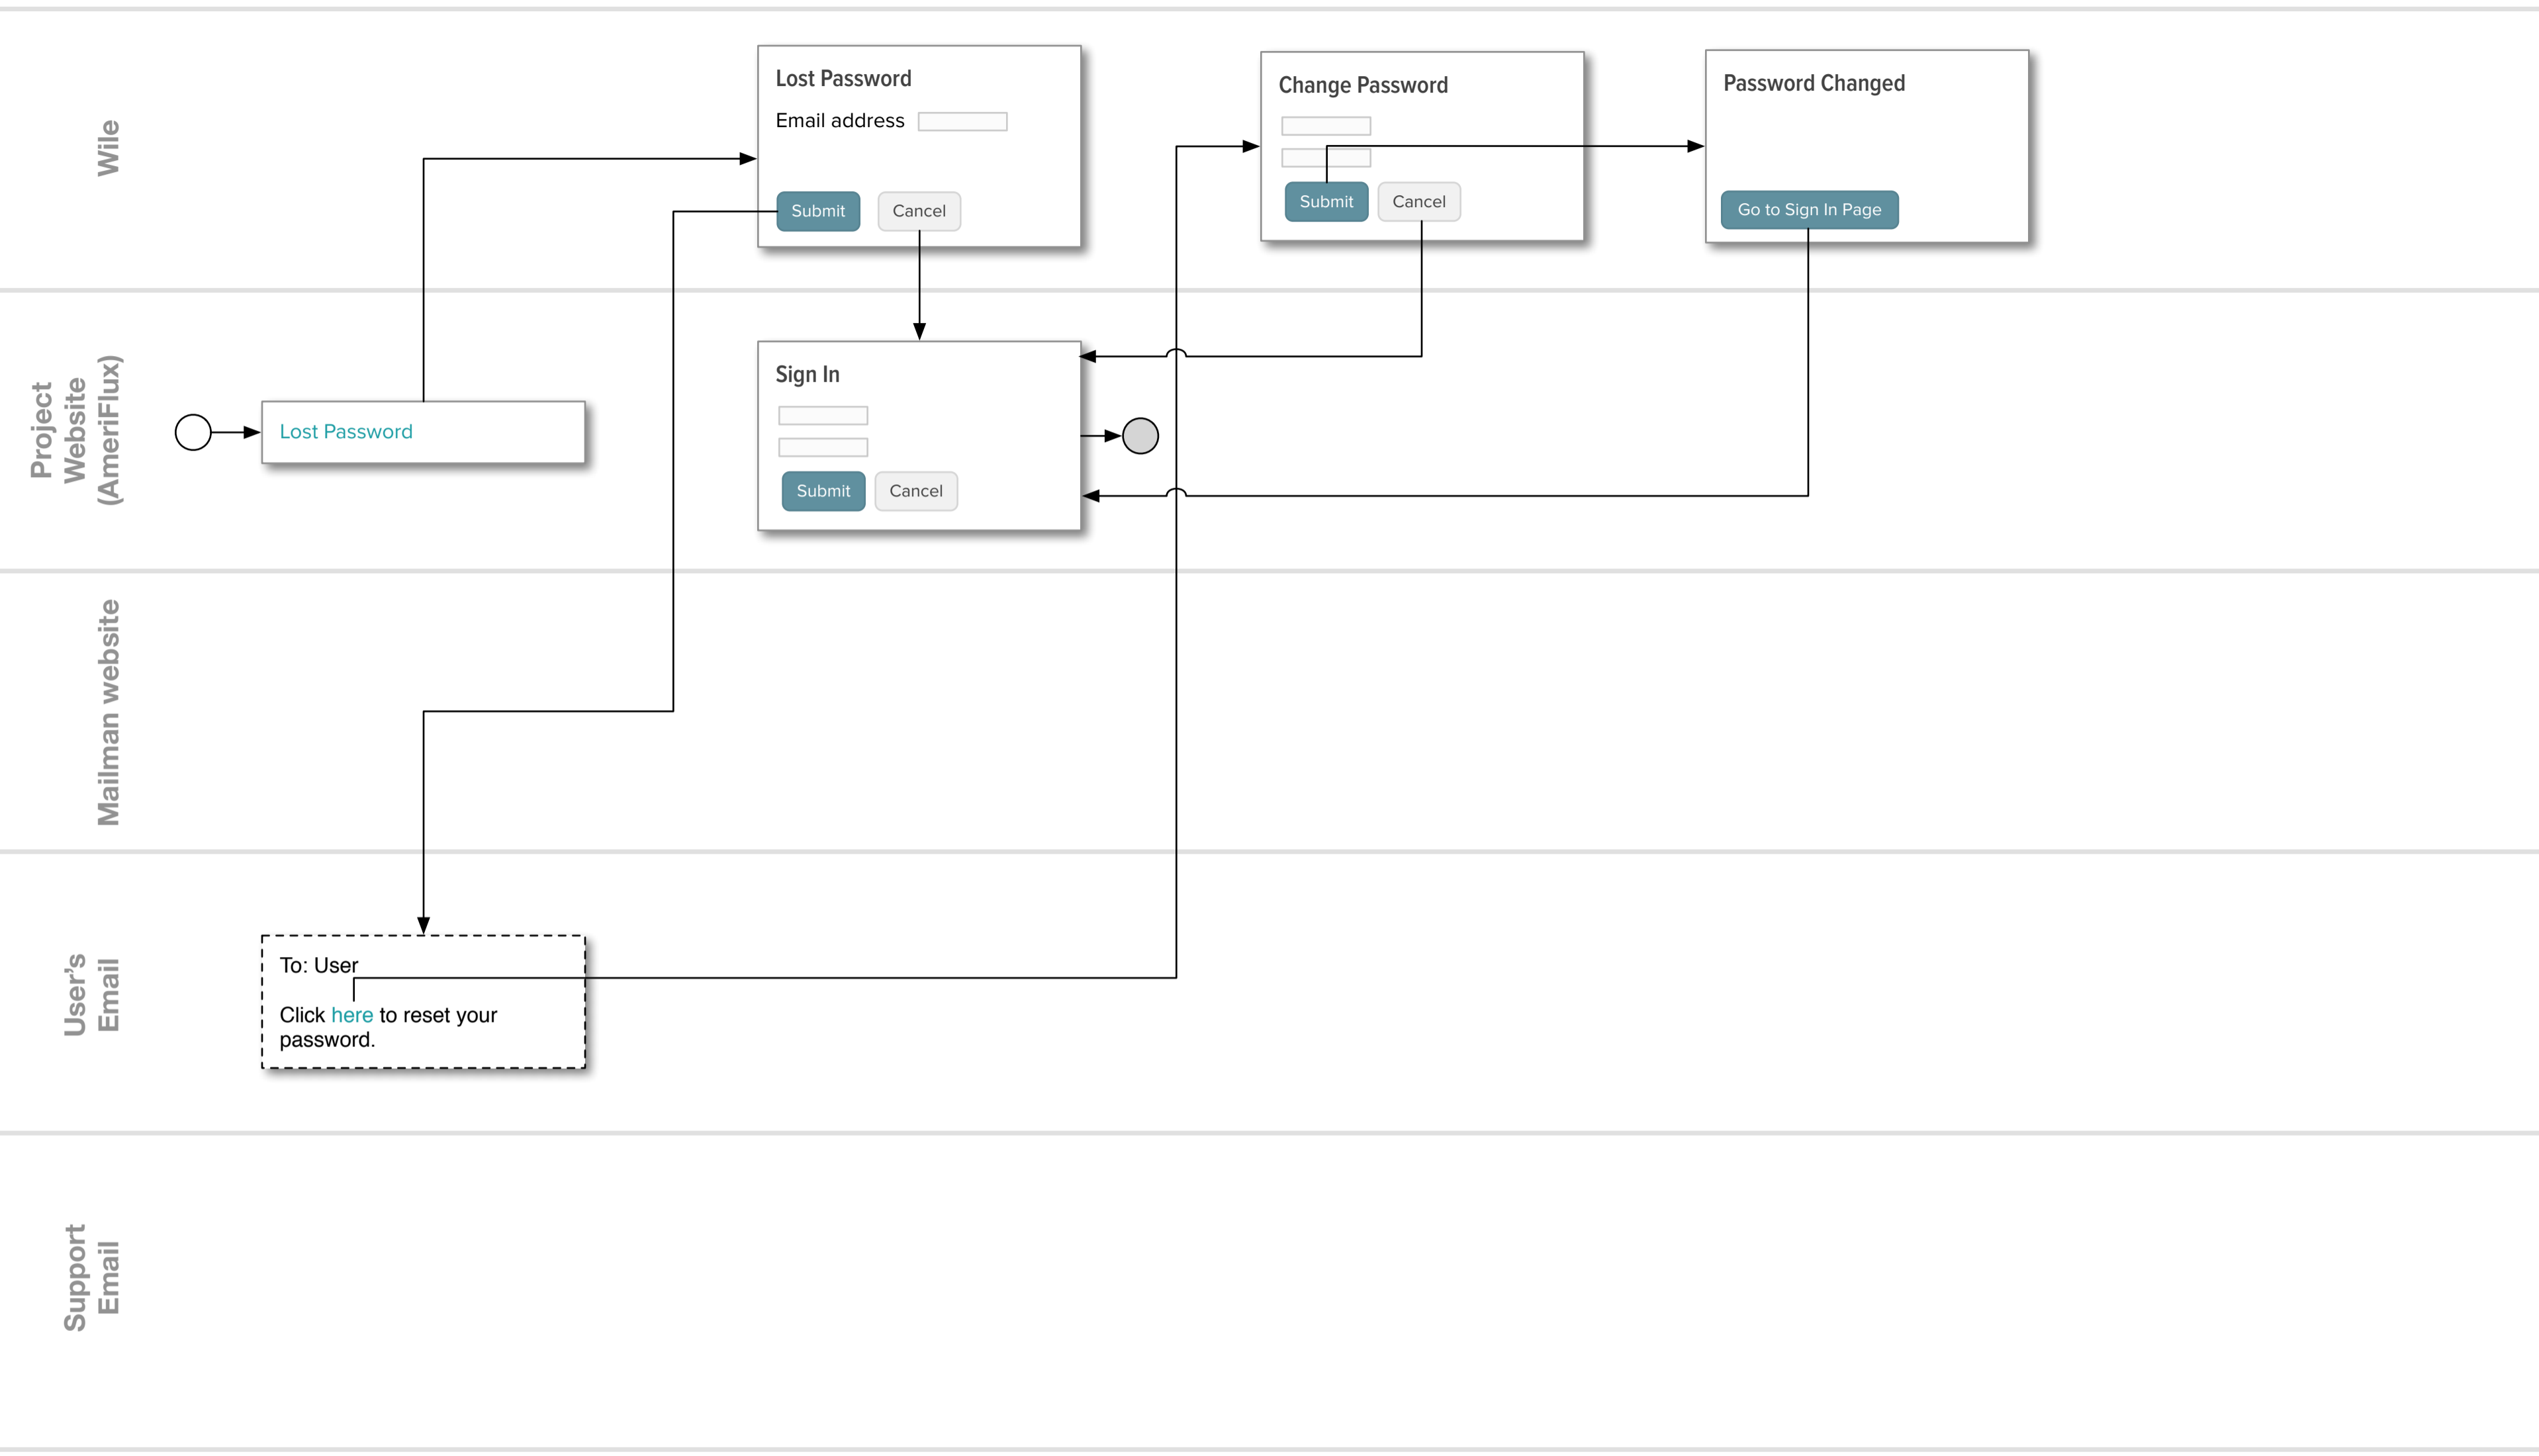 Wile
Lost Password
Email address
Submit
Cancel
Change Password
Submit
Cancel
Password Changed
Go to Sign In Page
Project
Website
(AmeriFlux)
Lost Password
Sign In
Submit
Cancel
Mailman website
User's
Email
To: User
Click here to reset your
password.
Support
Email